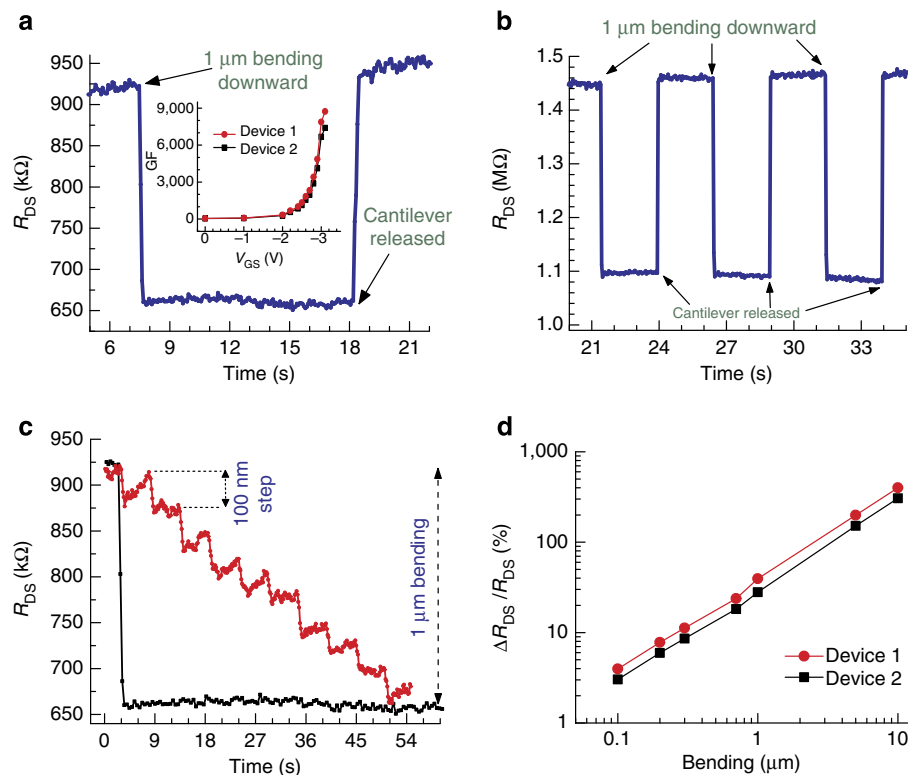 a
950
900
850
800
750
700
650
R_DS (kΩ)
6 9 12 15 18 21
Time (s)
1 μm bending
downward
Cantilever
released
9,000
6,000
3,000
0
GF
Device 1
Device 2
0 −1 −2 −3
V_GS (V)
b
1.5
1.4
1.3
1.2
1.1
1.0
R_DS (MΩ)
21 24 27 30 33
Time (s)
1 μm bending downward
Cantilever released
c
950
900
850
800
750
700
650
R_DS (kΩ)
0 9 18 27 36 45 54
Time (s)
100 nm
step
1 μm bending
d
1,000
100
10
1
ΔR_DS /R_DS (%)
0.1 1 10
Bending (μm)
Device 1
Device 2